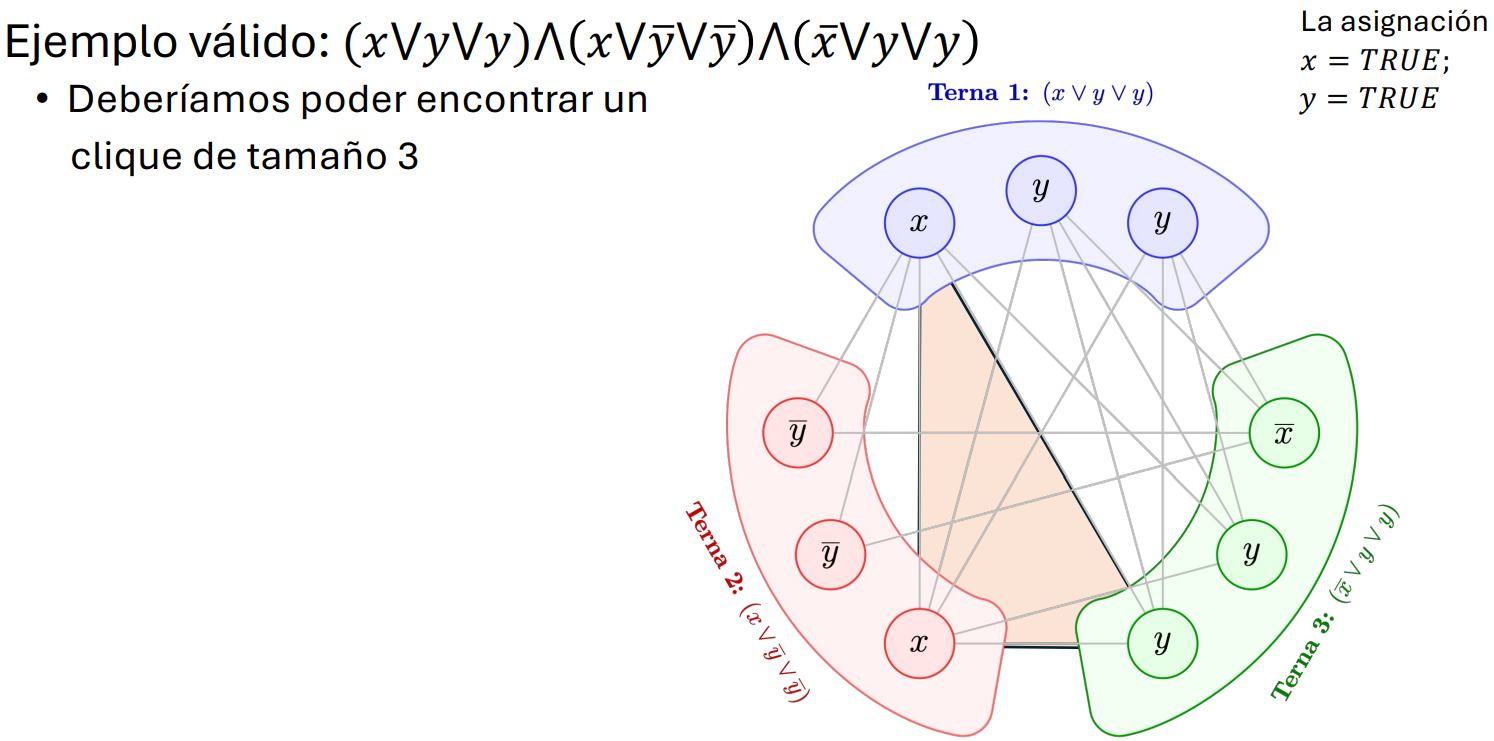 Ejemplo válido: (x∨y∨y)∧(x∨ȳ∨ȳ)∧(x̄∨y∨y)
• Deberíamos poder encontrar un
clique de tamaño 3
La asignación
x = TRUE;
y = TRUE
Terna 1: (x ∨ y ∨ y)
x
y
y
ȳ
ȳ
x
Terna 2: (x ∨ ȳ ∨ ȳ)
x̄
y
y
Terna 3: (x̄ ∨ y ∨ y)